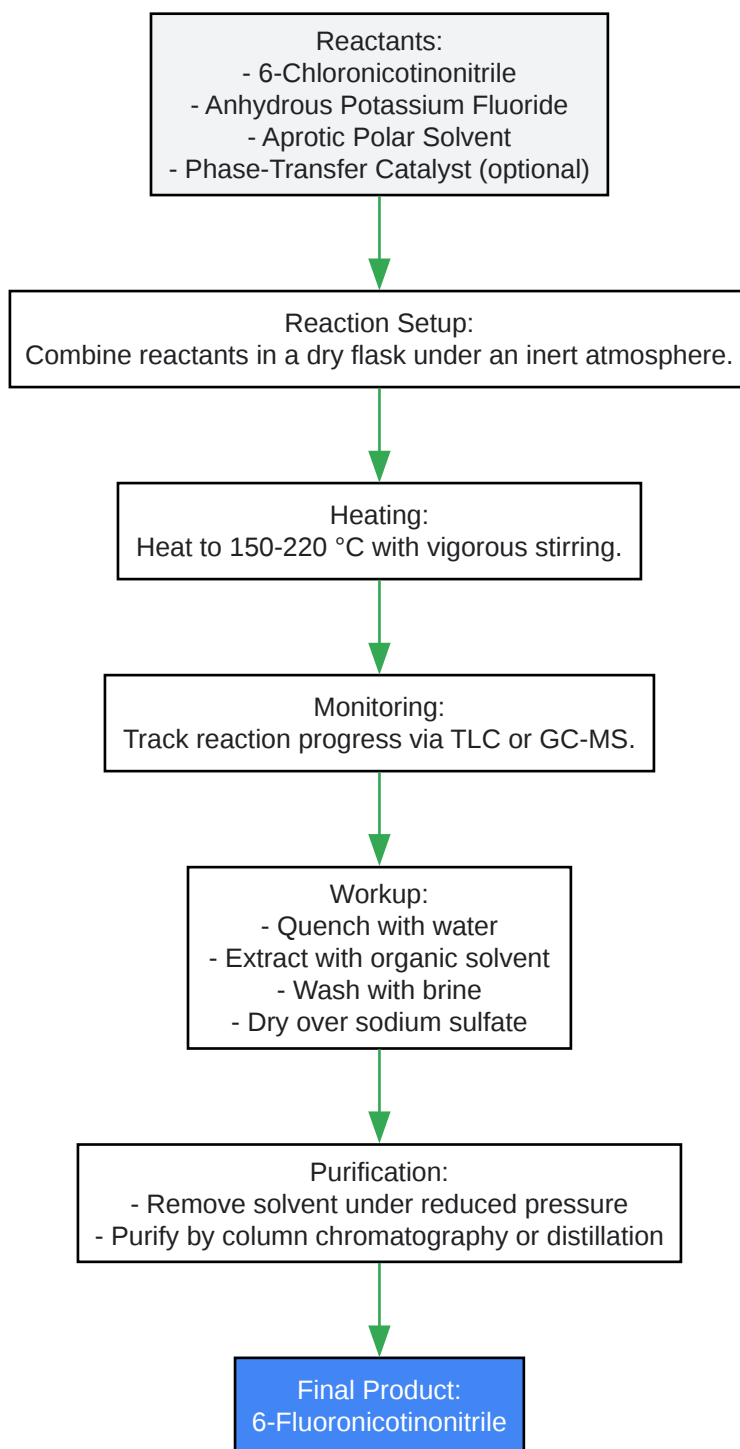 Reactants:
- 6-Chloronicotinonitrile
- Anhydrous Potassium Fluoride
- Aprotic Polar Solvent
- Phase-Transfer Catalyst (optional)
Reaction Setup:
Combine reactants in a dry flask under an inert atmosphere.
Heating:
Heat to 150-220 °C with vigorous stirring.
Monitoring:
Track reaction progress via TLC or GC-MS.
Workup:
- Quench with water
- Extract with organic solvent
- Wash with brine
- Dry over sodium sulfate
Purification:
- Remove solvent under reduced pressure
- Purify by column chromatography or distillation
Final Product:
6-Fluoronicotinonitrile